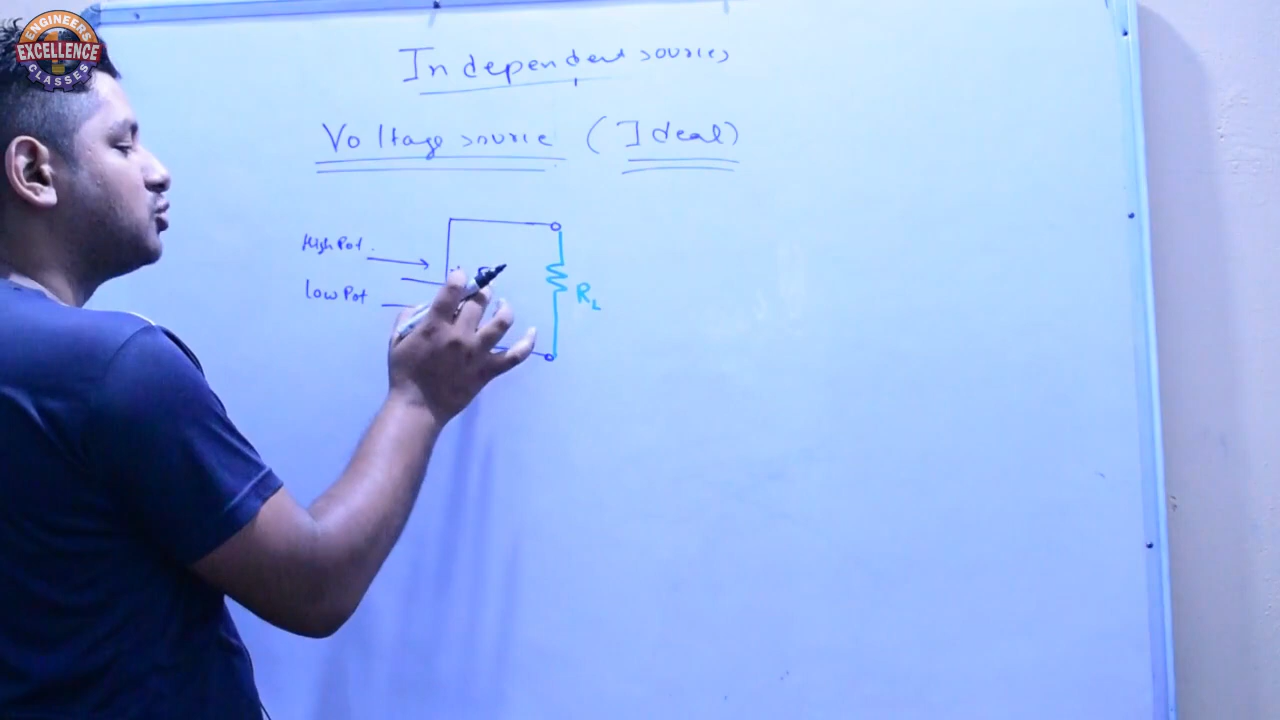 ENGINEERS
EXCELLENCE
CLASSES
Independent sources
Voltage source (Ideal)
High Pot.
Low Pot
RL